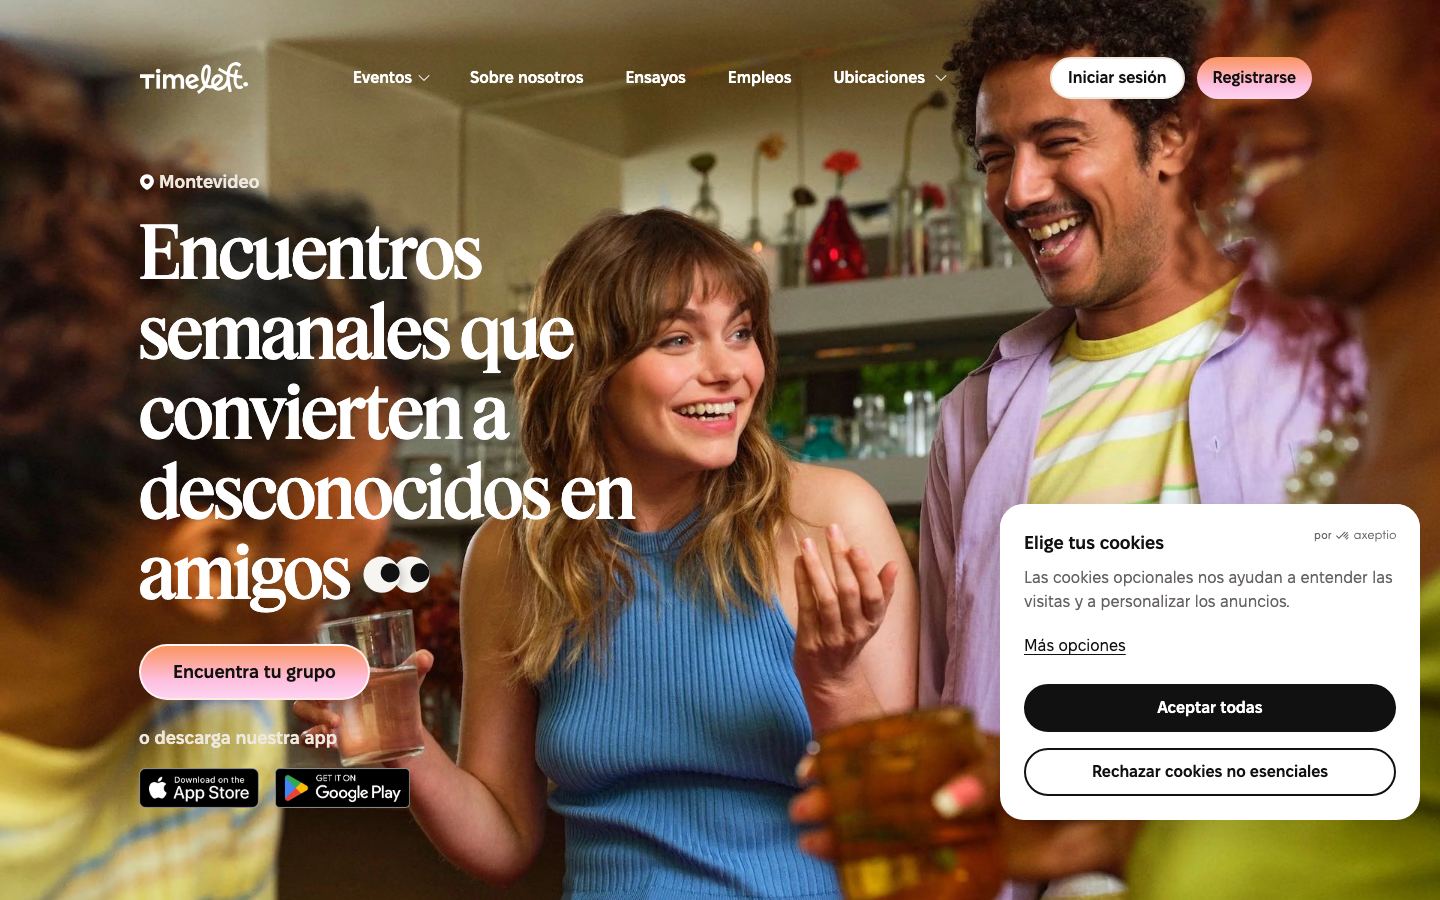 Timeleft.
Eventos
Sobre nosotros
Ensayos
Empleos
Ubicaciones
Iniciar sesión
Registrarse
Montevideo
Encuentros
semanales que
convierten a
desconocidos en
amigos
Encuentra tu grupo
o descarga nuestra app
Download on the
App Store
GET IT ON
Google Play
Elige tus cookies
por axeptio
Las cookies opcionales nos ayudan a entender las
visitas y a personalizar los anuncios.
Más opciones
Aceptar todas
Rechazar cookies no esenciales